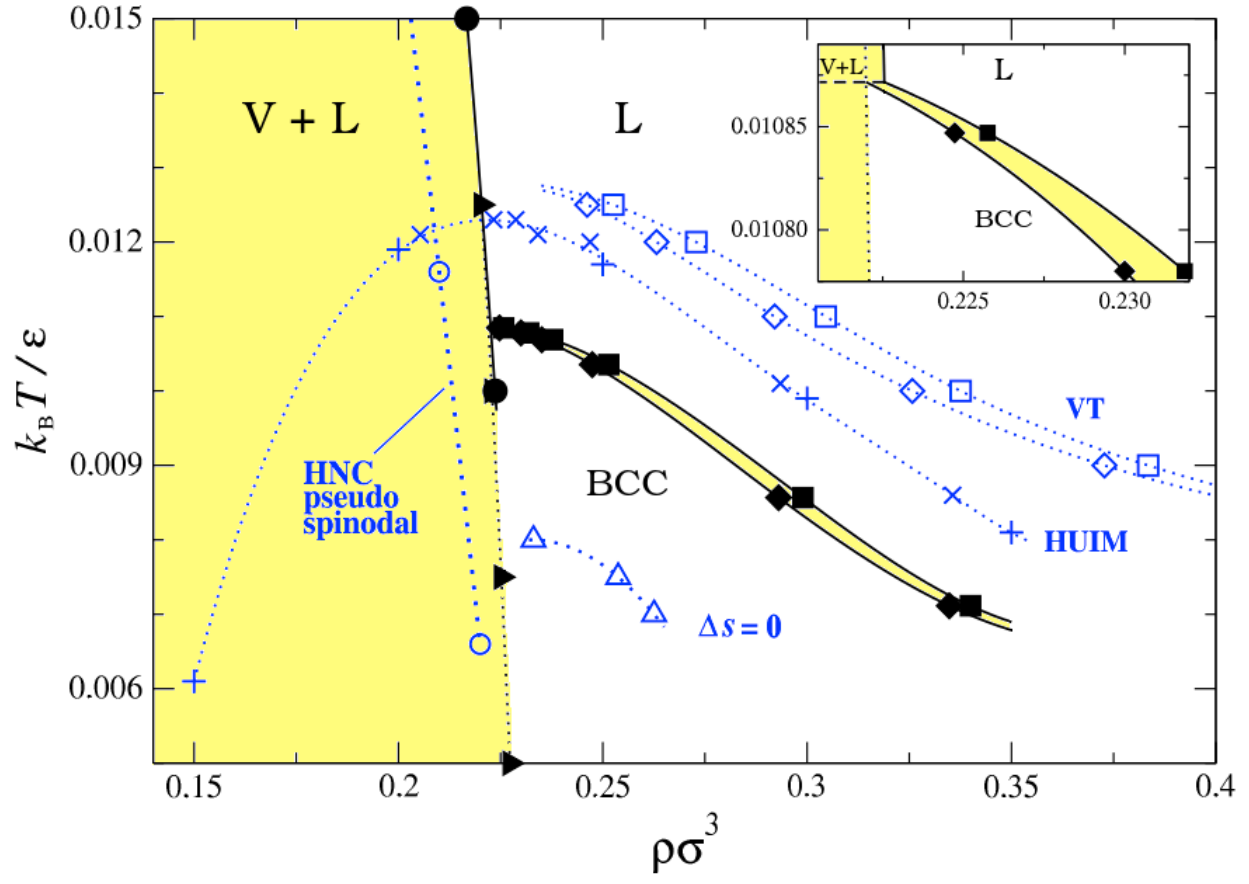 0.015
0.012
0.009
0.006
k_B T / ε
V + L
L
BCC
HNC
pseudo
spinodal
VT
HUIM
Δs = 0
V+L
L
BCC
0.01085
0.01080
0.225
0.230
0.15
0.2
0.25
0.3
0.35
0.4
ρσ³